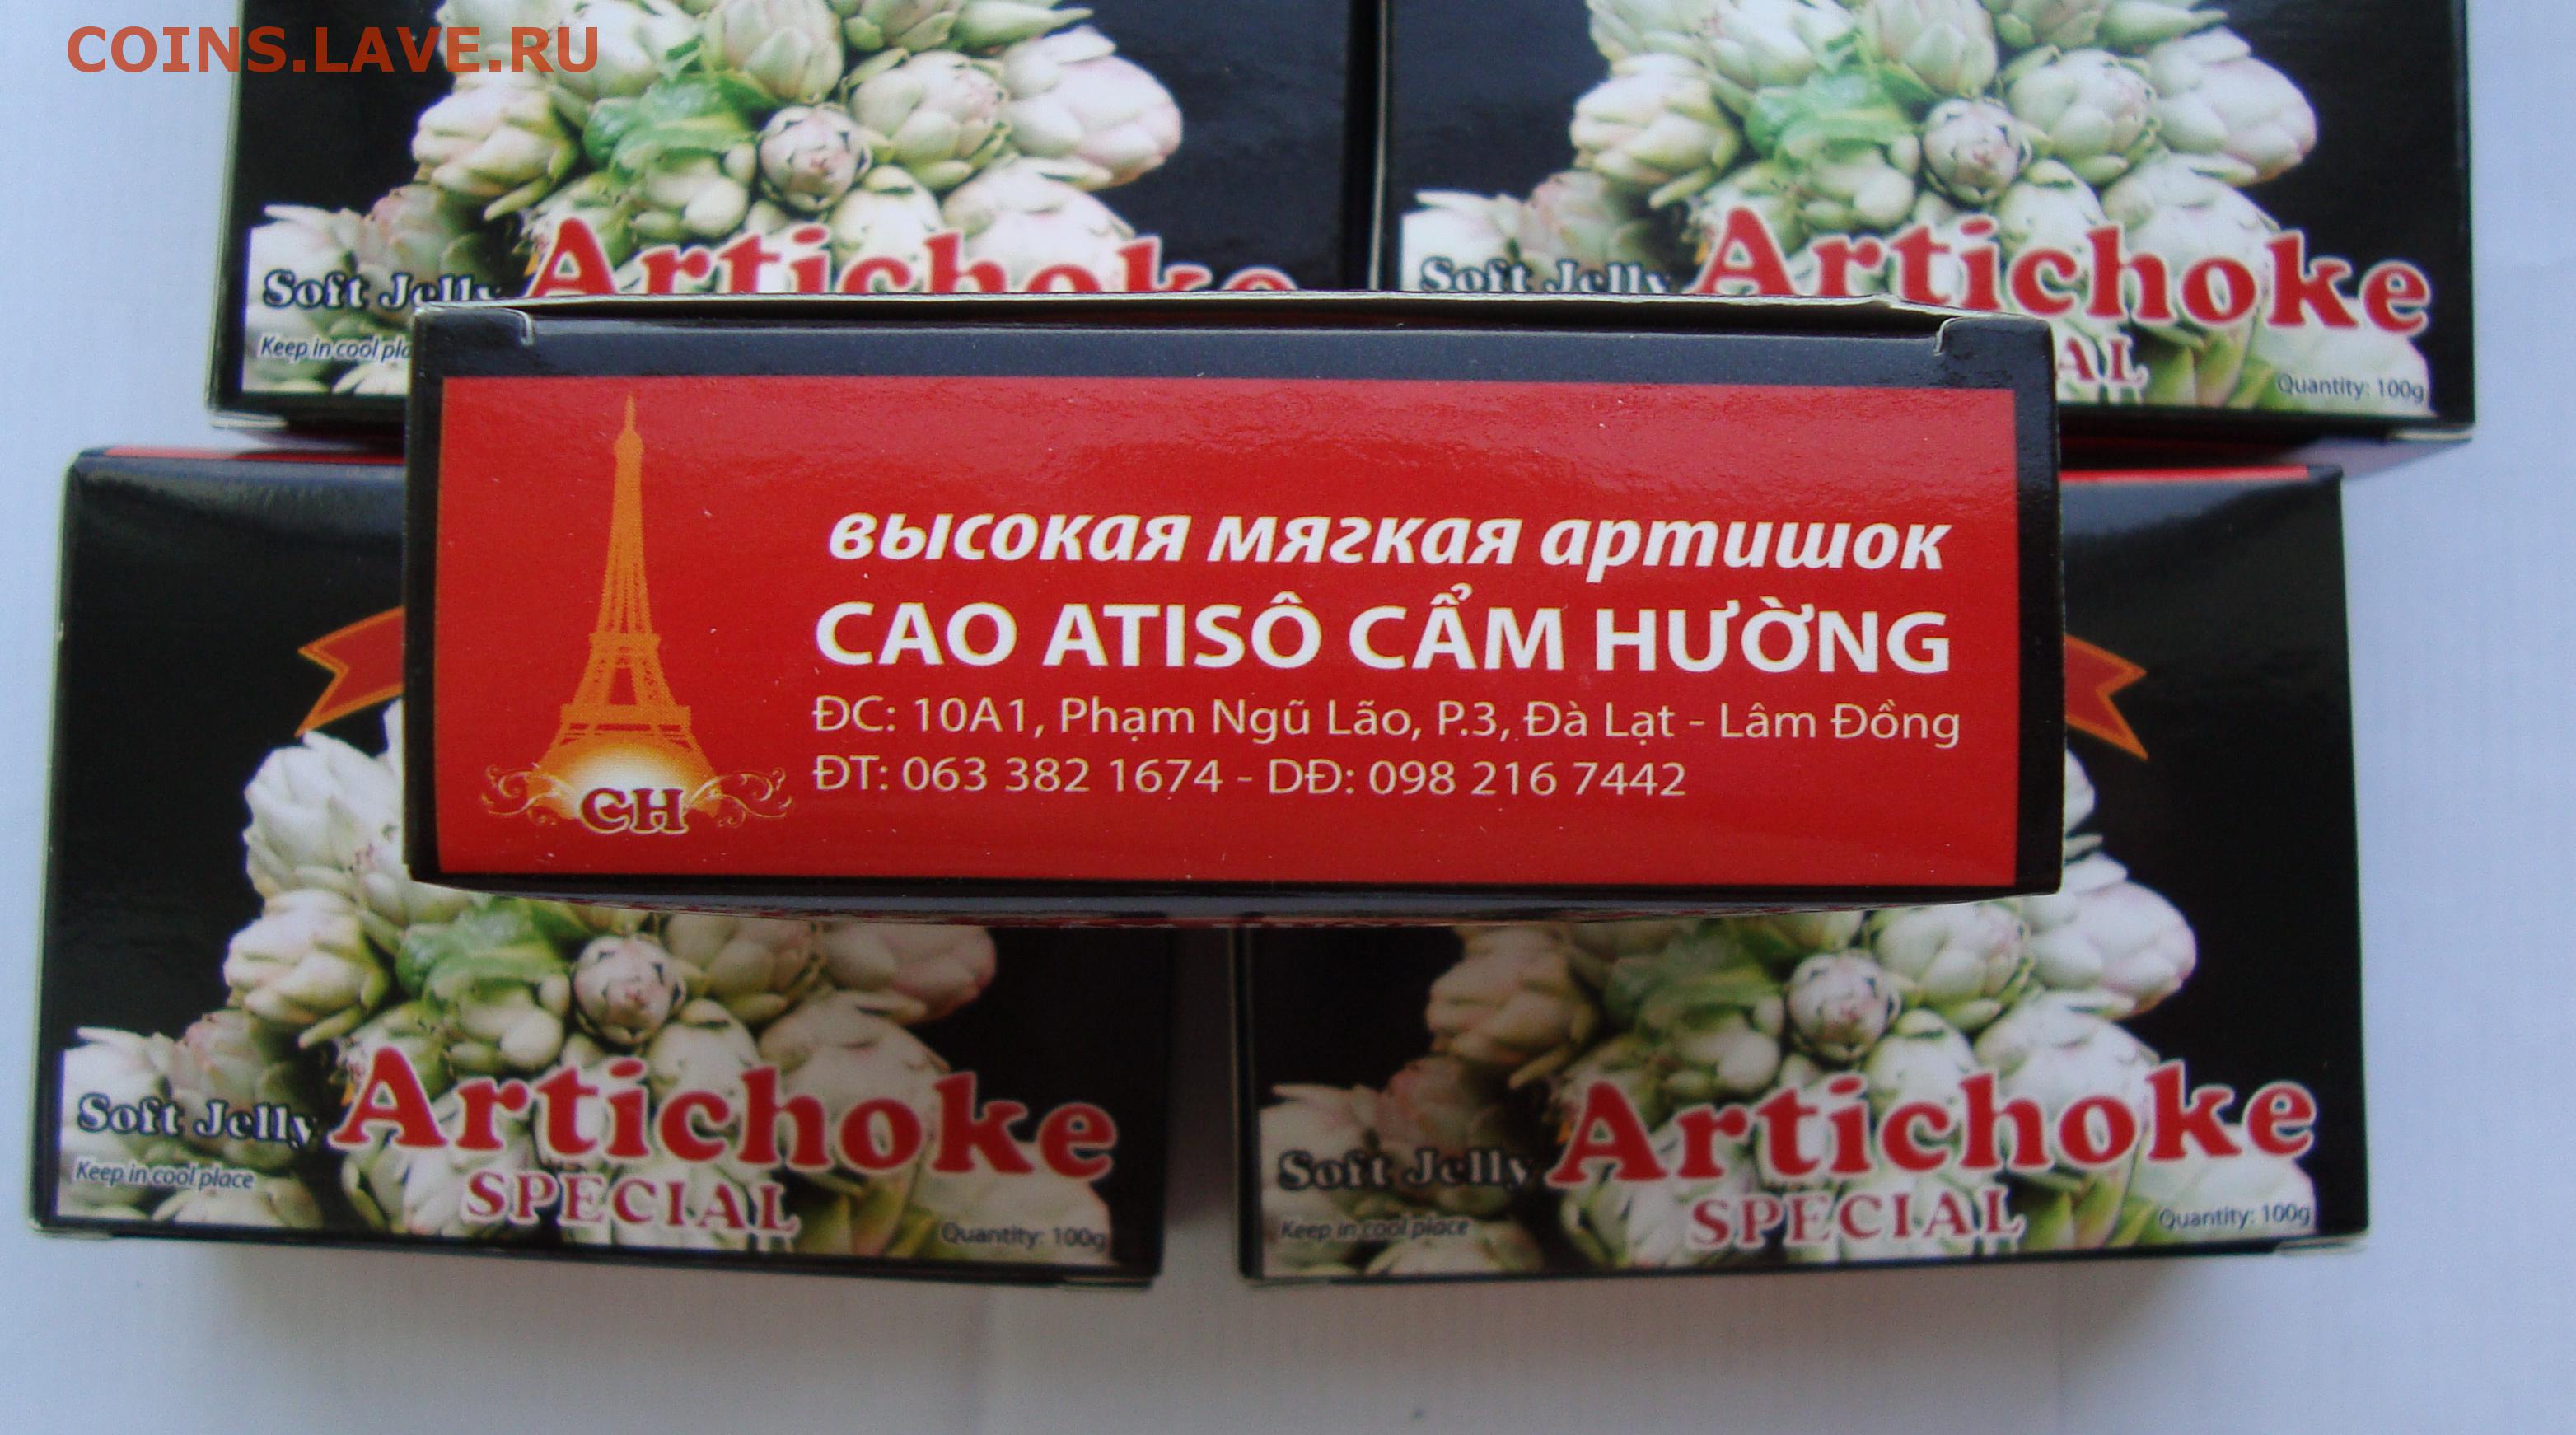 COINS.LAVE.RU
Soft Jelly Artichoke
Keep in cool
Soft Jelly Artichoke
Quantity: 100g
высокая мягкая артишок
CAO ATISÔ CẨM HƯỜNG
ĐC: 10A1, Phạm Ngũ Lão, P.3, Đà Lạt - Lâm Đồng
ĐT: 063 382 1674 - DĐ: 098 216 7442
CH
Soft Jelly Artichoke
Keep in cool place
SPECIAL
Quantity: 100g
Soft Jelly Artichoke
Keep in cool place
SPECIAL
Quantity: 100g